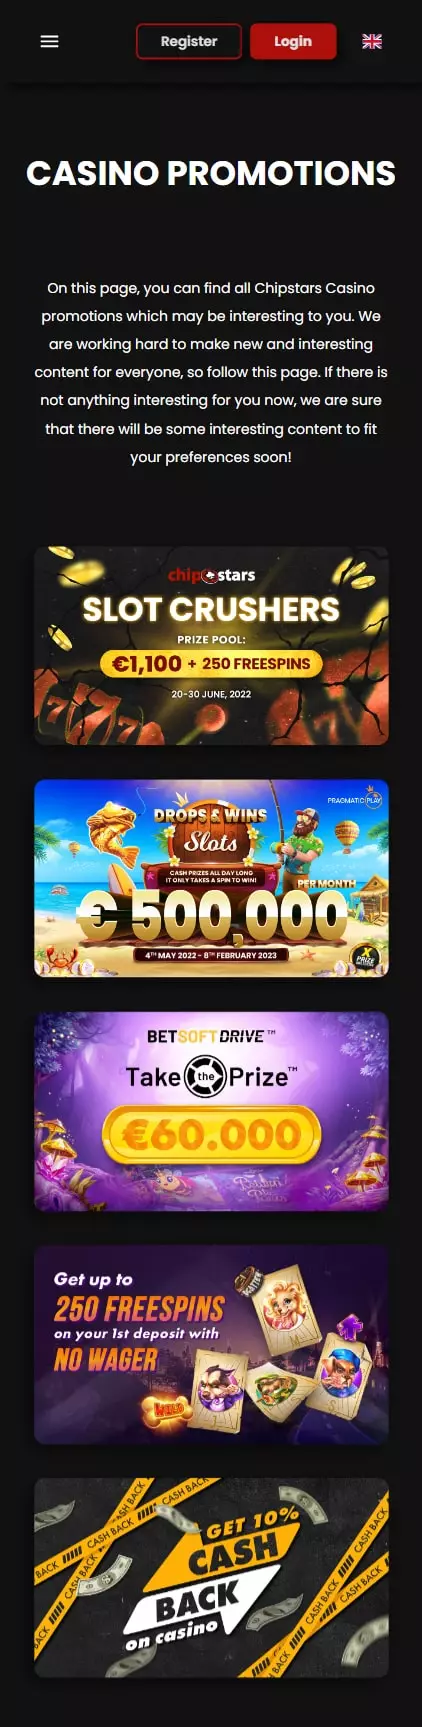 Register
Login
CASINO PROMOTIONS
On this page, you can find all Chipstars Casino
promotions which may be interesting to you. We
are working hard to make new and interesting
content for everyone, so follow this page. If there is
not anything interesting for you now, we are sure
that there will be some interesting content to fit
your preferences soon!
chipstars
SLOT CRUSHERS
PRIZE POOL:
€1,100 + 250 FREESPINS
20-30 JUNE, 2022
PRAGMATIC PLAY
DROPS & WINS
Slots
CASH PRIZES ALL DAY LONG
IT ONLY TAKES A SPIN TO WIN!
PER MONTH
€500,000
4TH MAY 2022 - 8TH FEBRUARY 2023
BETSOFT DRIVE™
Take the Prize™
€60.000
Get up to
250 FREESPINS
on your 1st deposit with
NO WAGER
WILD
GET 10%
CASH
BACK
on casino
CASH BACK
CASH BACK
CASH BACK
CASH BACK
CASH BACK
CASH BACK